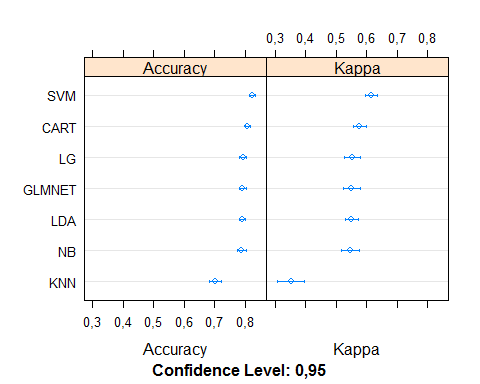 0,3 0,4 0,5 0,6 0,7 0,8
Accuracy Kappa
SVM
CART
LG
GLMNET
LDA
NB
KNN
0,3 0,4 0,5 0,6 0,7 0,8
Accuracy Kappa
Confidence Level: 0,95